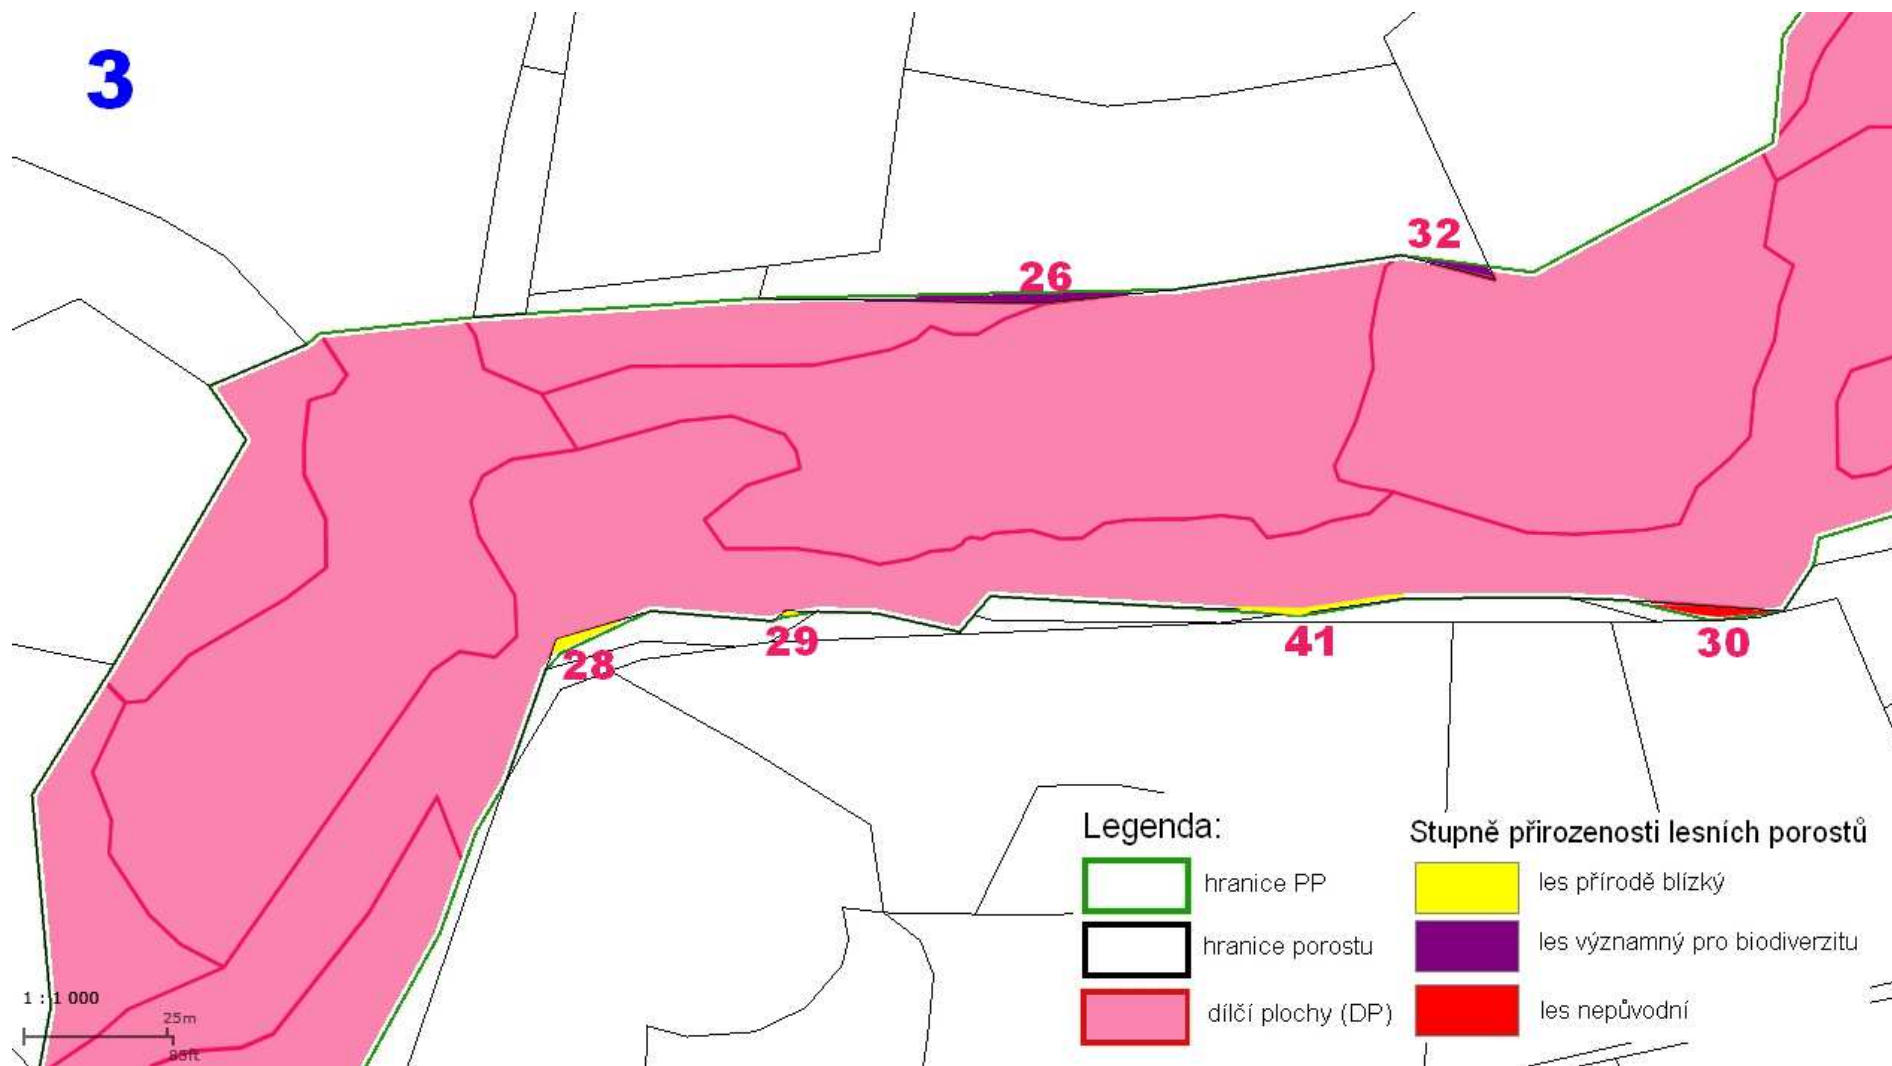 3
32
26
28
29
41
30
Legenda:
hranice PP
hranice porostu
dílčí plochy (DP)
Stupně přirozenosti lesních porostů
les přírodě blízký
les významný pro biodiverzitu
les nepůvodní
1 : 1 000
25m
83ft